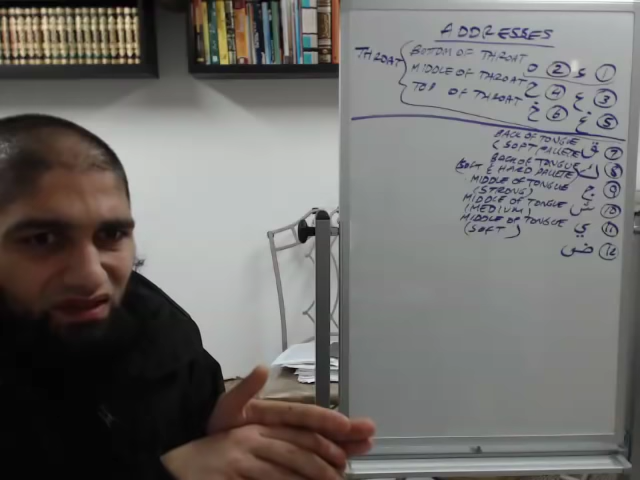 ADDRESSES
THROAT
BOTTOM OF THROAT ه ② ء ①
MIDDLE OF THROAT ح ④ ع ③
TOP OF THROAT خ ⑥ غ ⑤
BACK OF TONGUE
& SOFT PALLETE ق ⑦
BACK OF TONGUE
(SOFT & HARD PALLETE) ك ⑧
MIDDLE OF TONGUE
(STRONG) ج ⑨
MIDDLE OF TONGUE
(MEDIUM) ش ⑩
MIDDLE OF TONGUE
(SOFT) ي ⑪
ض ⑫